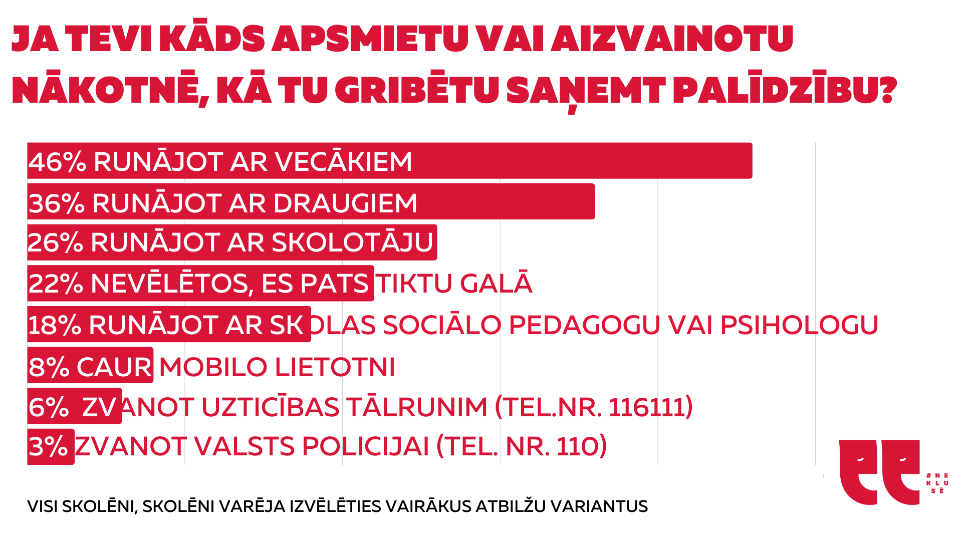 JA TEVI KĀDS APSMIETU VAI AIZVAINOTU
NĀKOTNĒ, KĀ TU GRIBĒTU SAŅEMT PALĪDZĪBU?
46% RUNĀJOT AR VECĀKIEM
36% RUNĀJOT AR DRAUGIEM
26% RUNĀJOT AR SKOLOTĀJU
22% NEVĒLĒTOS, ES PATS TIKTU GALĀ
18% RUNĀJOT AR SKOLAS SOCIĀLO PEDAGOGU VAI PSIHOLOGU
8% CAUR MOBILO LIETOTNI
6% ZVANOT UZTICĪBAS TĀLRUNIM (TEL.NR. 116111)
3% ZVANOT VALSTS POLICIJAI (TEL. NR. 110)
#NE
KLU
SĒ
VISI SKOLĒNI, SKOLĒNI VARĒJA IZVĒLĒTIES VAIRĀKUS ATBILŽU VARIANTUS